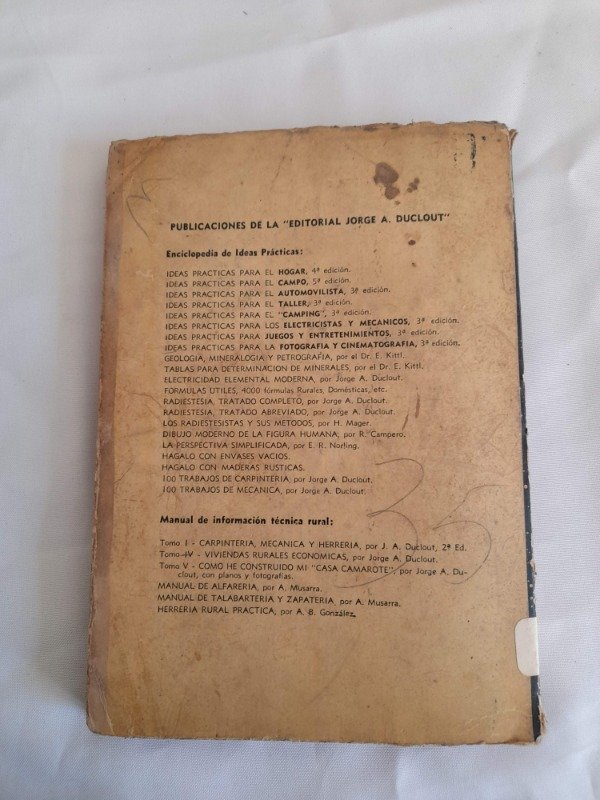 PUBLICACIONES DE LA "EDITORIAL JORGE A. DUCLOUT"
Enciclopedia de Ideas Prácticas:
IDEAS PRACTICAS PARA EL HOGAR, 4ª edición.
IDEAS PRACTICAS PARA EL CAMPO, 5ª edición.
IDEAS PRACTICAS PARA EL AUTOMOVILISTA, 3ª edición.
IDEAS PRACTICAS PARA EL TALLER, 3ª edición.
IDEAS PRACTICAS PARA EL "CAMPING", 3ª edición.
IDEAS PRACTICAS PARA LOS ELECTRICISTAS Y MECANICOS, 3ª edición.
IDEAS PRACTICAS PARA JUEGOS Y ENTRETENIMIENTOS, 3ª edición.
IDEAS PRACTICAS PARA LA FOTOGRAFIA Y CINEMATOGRAFIA, 3ª edición.
GEOLOGIA, MINERALOGIA Y PETROGRAFIA, por el Dr. E. Kittl.
TABLAS PARA DETERMINACION DE MINERALES, por el Dr. E. Kittl.
ELECTRICIDAD ELEMENTAL MODERNA, por Jorge A. Duclout.
FORMULAS UTILES, 4000 fórmulas Rurales, Domésticas, etc.
RADIESTESIA, TRATADO COMPLETO, por Jorge A. Duclout.
RADIESTESIA, TRATADO ABREVIADO, por Jorge A. Duclout.
LOS RADIESTESISTAS Y SUS METODOS, por H. Mager.
DIBUJO MODERNO DE LA FIGURA HUMANA, por R. Campero.
LA PERSPECTIVA SIMPLIFICADA, por E. R. Norling.
HAGALO CON ENVASES VACIOS.
HAGALO CON MADERAS RUSTICAS.
100 TRABAJOS DE CARPINTERIA, por Jorge A. Duclout.
100 TRABAJOS DE MECANICA, por Jorge A. Duclout.
35
Manual de información técnica rural:
Tomo I - CARPINTERIA, MECANICA Y HERRERIA, por J. A. Duclout, 2ª Ed.
Tomo IV - VIVIENDAS RURALES ECONOMICAS, por Jorge A. Duclout.
Tomo V - COMO HE CONSTRUIDO MI "CASA CAMAROTE", por Jorge A. Du-
clout, con planos y fotografías.
MANUAL DE ALFARERIA, por A. Musarra.
MANUAL DE TALABARTERIA Y ZAPATERIA, por A. Musarra.
HERRERIA RURAL PRACTICA, por A. B. González.